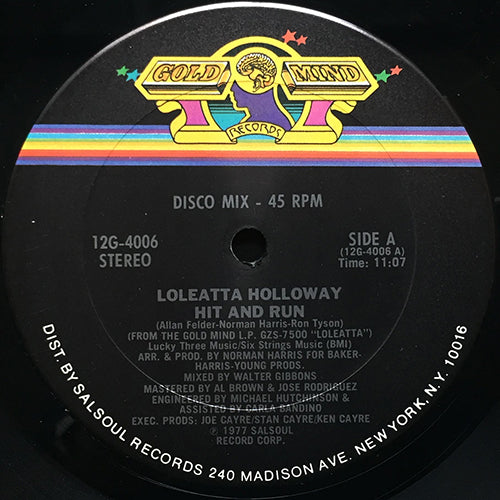 GOLD MIND
RECORDS
DISCO MIX - 45 RPM
12G-4006
STEREO
SIDE A
(12G-4006 A)
Time: 11:07
LOLEATTA HOLLOWAY
HIT AND RUN
(Allan Felder-Norman Harris-Ron Tyson)
(FROM THE GOLD MIND L.P. GZS-7500 "LOLEATTA")
Lucky Three Music/Six Strings Music (BMI)
ARR. & PROD. BY NORMAN HARRIS FOR BAKER-
HARRIS-YOUNG PRODS.
MIXED BY WALTER GIBBONS
MASTERED BY AL BROWN & JOSE RODRIGUEZ
ENGINEERED BY MICHAEL HUTCHINSON &
ASSISTED BY CARLA BANDINO
EXEC. PRODS: JOE CAYRE/STAN CAYRE/KEN CAYRE
℗ 1977 SALSOUL
RECORD CORP.
DIST. BY SALSOUL RECORDS 240 MADISON AVE. NEW YORK, N.Y. 10016